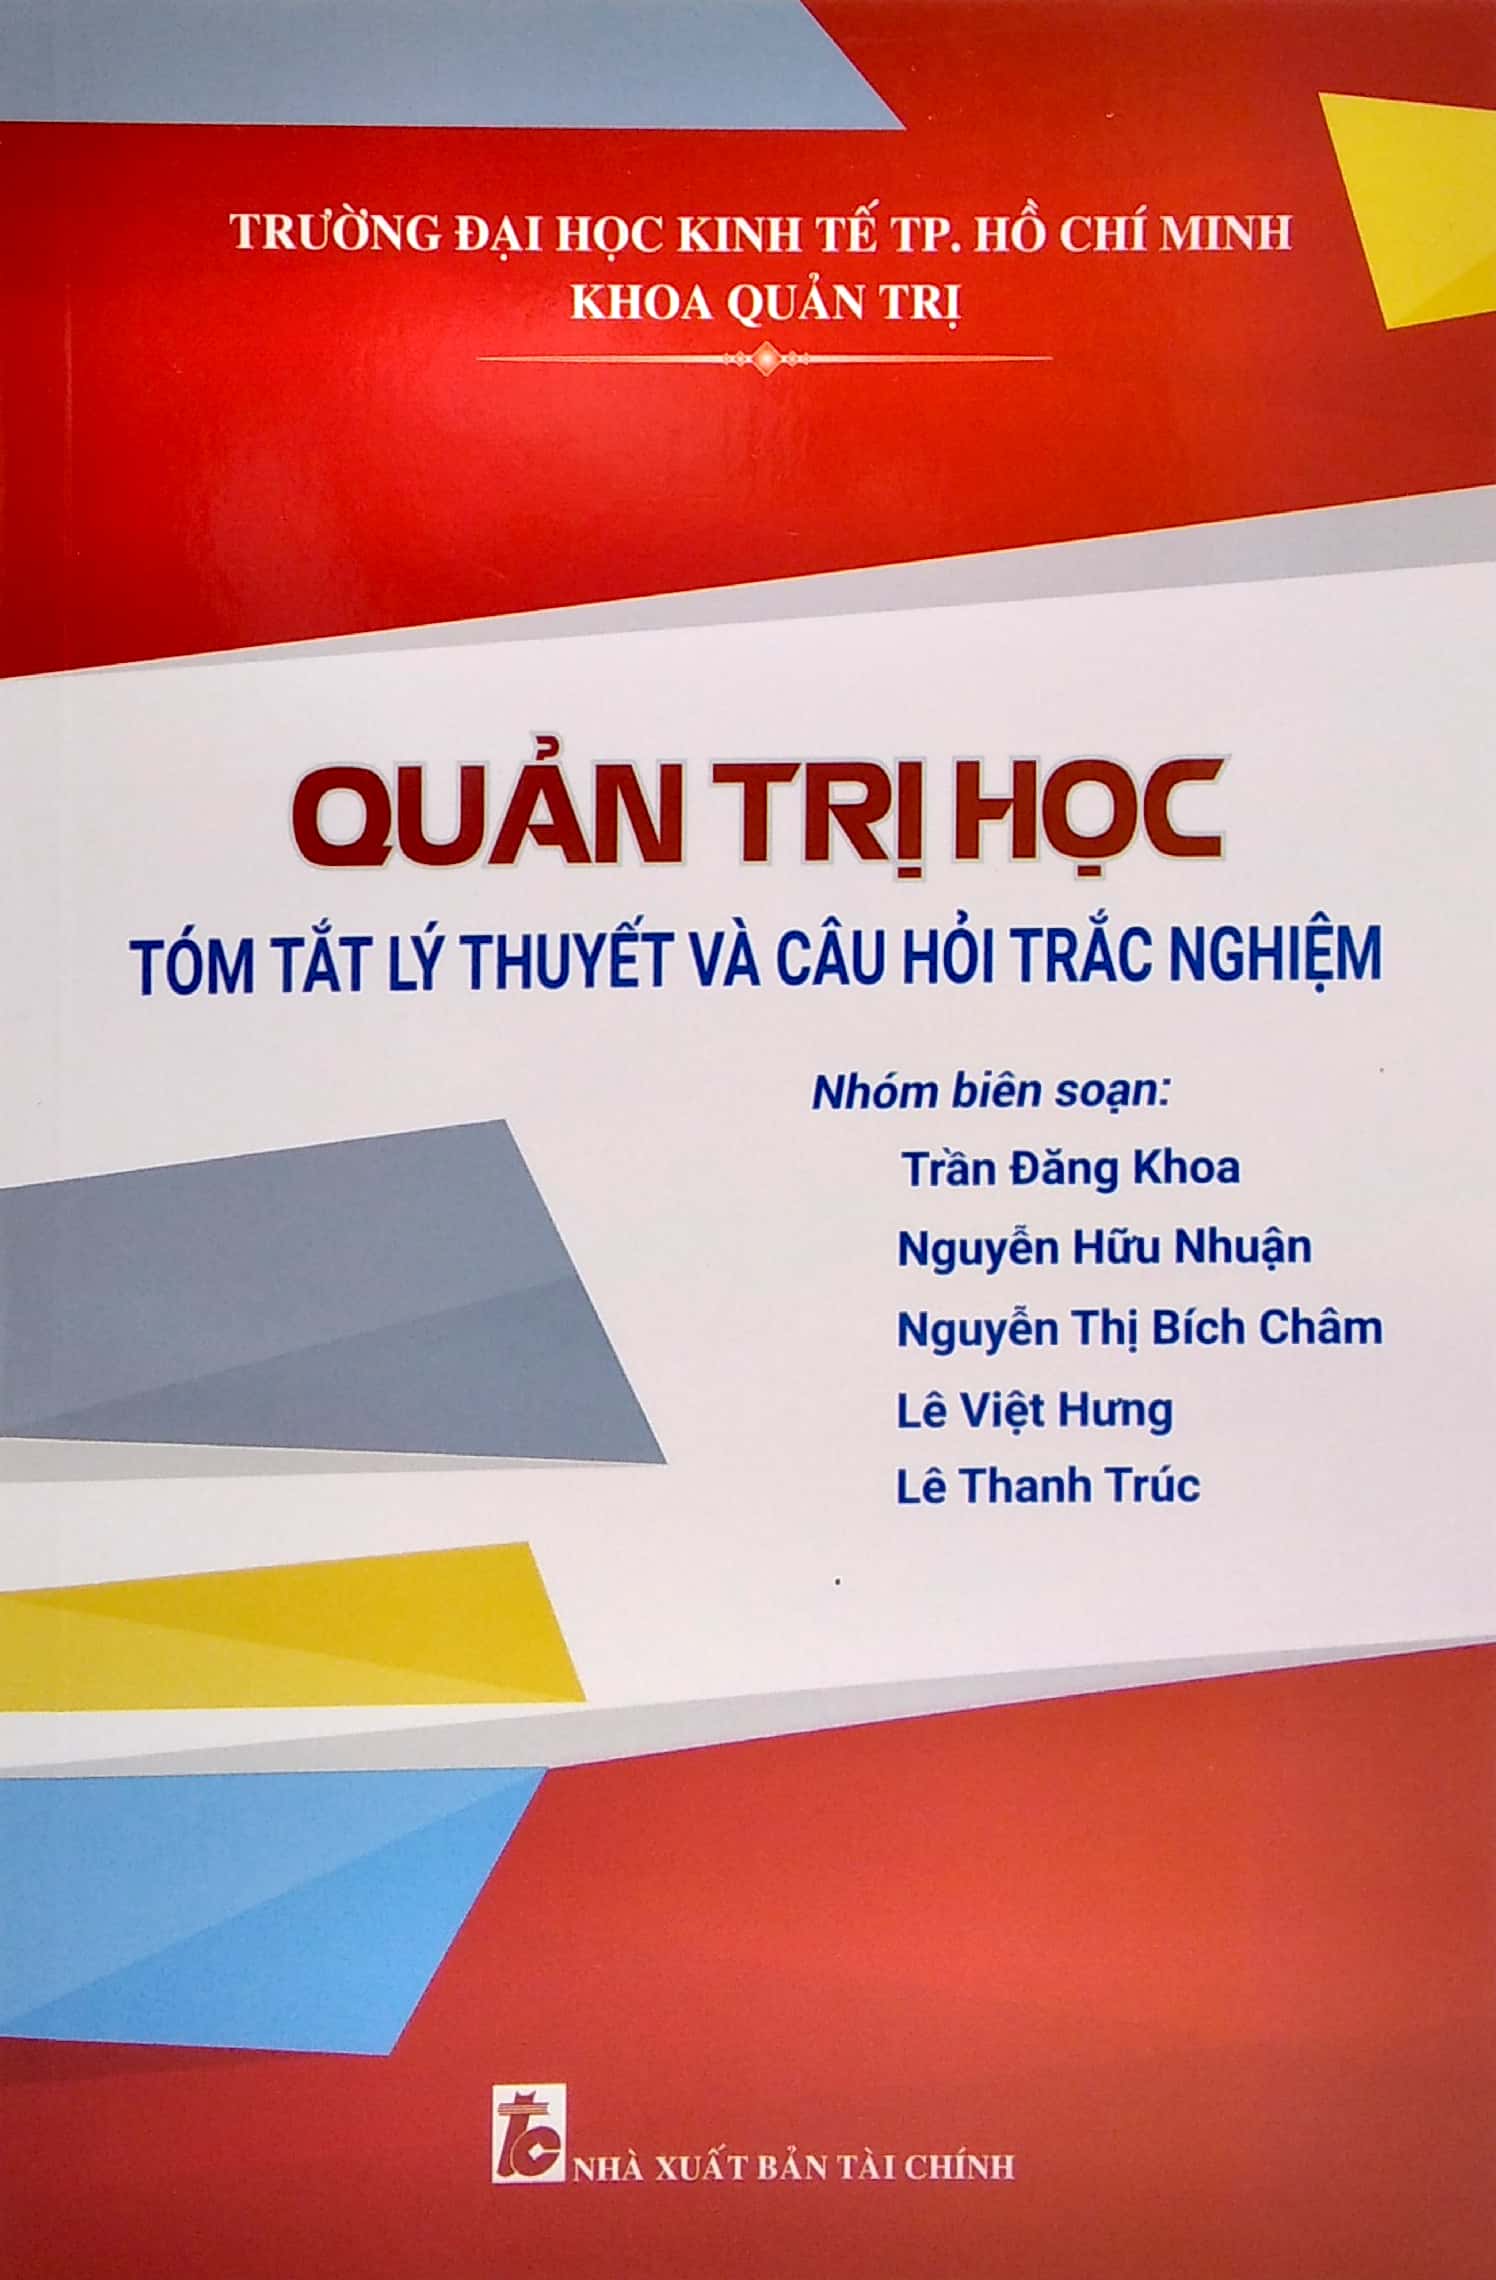 TRƯỜNG ĐẠI HỌC KINH TẾ TP. HỒ CHÍ MINH
KHOA QUẢN TRỊ
QUẢN TRỊ HỌC
TÓM TẮT LÝ THUYẾT VÀ CÂU HỎI TRẮC NGHIỆM
Nhóm biên soạn:
Trần Đăng Khoa
Nguyễn Hữu Nhuận
Nguyễn Thị Bích Châm
Lê Việt Hưng
Lê Thanh Trúc
tc NHÀ XUẤT BẢN TÀI CHÍNH